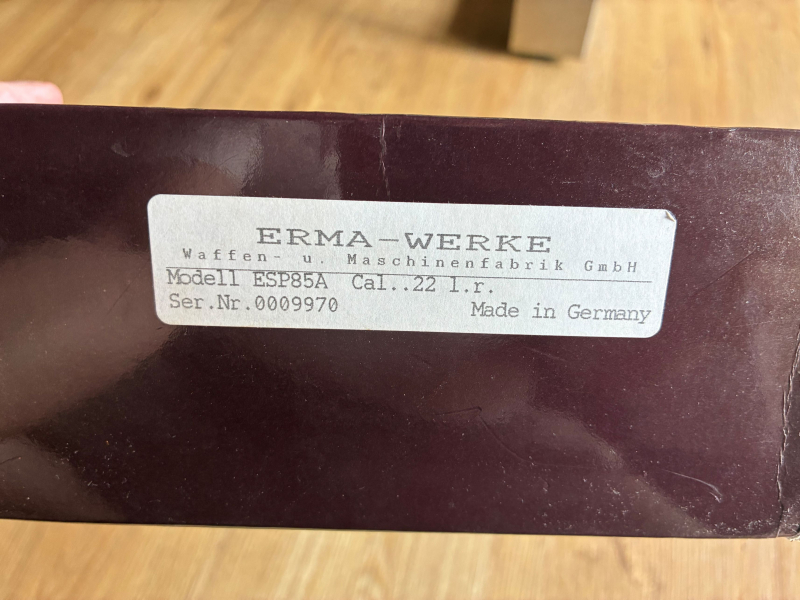 ERMA-WERKE
Waffen- u. Maschinenfabrik GmbH
Modell ESP85A Cal..22 l.r.
Ser.Nr.0009970
Made in Germany